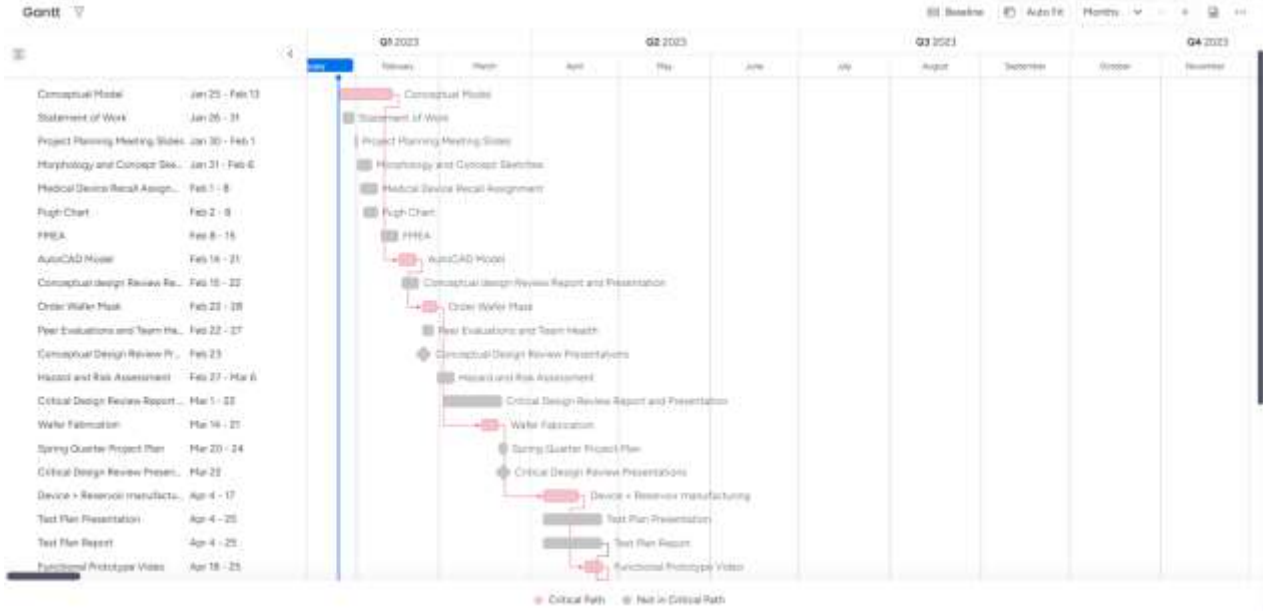 Gantt
Baseline Auto Fit Months
Q1 2023 Q2 2023 Q3 2023 Q4 2023
February March April May June July August September October November
Conceptual Model Jan 25 - Feb 13 Conceptual Model
Statement of Work Jan 26 - 31 Statement of Work
Project Planning Meeting Slides Jan 30 - Feb 1 Project Planning Meeting Slides
Morphology and Concept Ske... Jan 31 - Feb 6 Morphology and Concept Sketches
Medical Device Recall Assign... Feb 1 - 8 Medical Device Recall Assignment
Pugh Chart Feb 2 - 8 Pugh Chart
FMEA Feb 8 - 15 FMEA
AutoCAD Model Feb 14 - 21 AutoCAD Model
Conceptual design Review Re... Feb 15 - 22 Conceptual design Review Report and Presentation
Order Wafer Mask Feb 22 - 28 Order Wafer Mask
Peer Evaluations and Team He... Feb 22 - 27 Peer Evaluations and Team Health
Conceptual Design Review Pr... Feb 23 Conceptual Design Review Presentations
Hazard and Risk Assessment Feb 27 - Mar 6 Hazard and Risk Assessment
Critical Design Review Report ... Mar 1 - 22 Critical Design Review Report and Presentation
Wafer Fabrication Mar 14 - 21 Wafer Fabrication
Spring Quarter Project Plan Mar 20 - 24 Spring Quarter Project Plan
Critical Design Review Presen... Mar 22 Critical Design Review Presentations
Device + Reservoir manufactu... Apr 4 - 17 Device + Reservoir manufacturing
Test Plan Presentation Apr 4 - 25 Test Plan Presentation
Test Plan Report Apr 4 - 25 Test Plan Report
Functional Prototype Video Apr 18 - 25 Functional Prototype Video
Critical Path Not in Critical Path